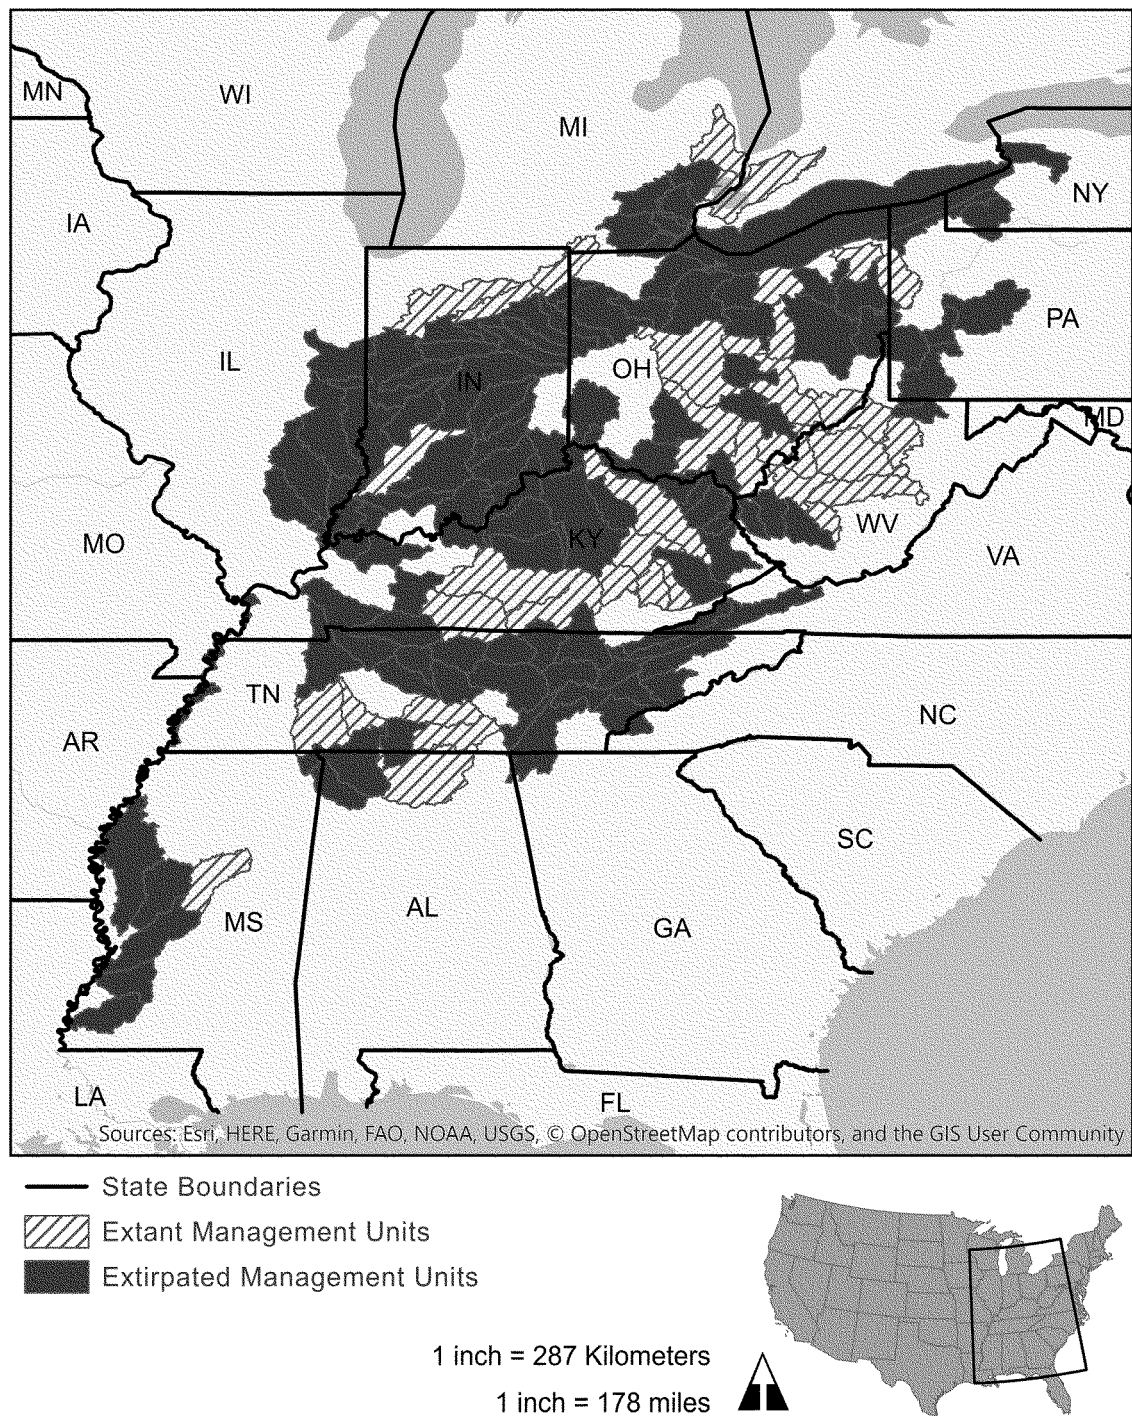 MN
WI
MI
NY
IA
PA
IL
IN
OH
MD
MO
KY
WV
VA
TN
NC
AR
SC
MS
AL
GA
LA
FL
Sources: Esri, HERE, Garmin, FAO, NOAA, USGS, © OpenStreetMap contributors, and the GIS User Community
State Boundaries
Extant Management Units
Extirpated Management Units
1 inch = 287 Kilometers
1 inch = 178 miles